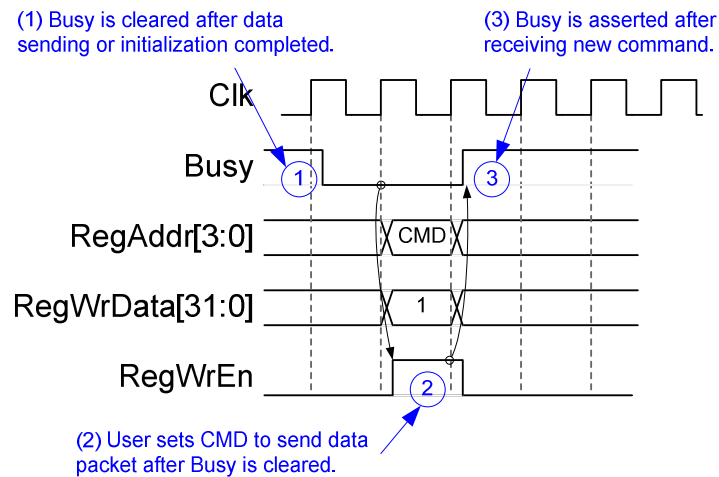 (1) Busy is cleared after data
sending or initialization completed.
(3) Busy is asserted after
receiving new command.
Clk
Busy
1
3
RegAddr[3:0]
CMD
RegWrData[31:0]
1
RegWrEn
2
(2) User sets CMD to send data
packet after Busy is cleared.